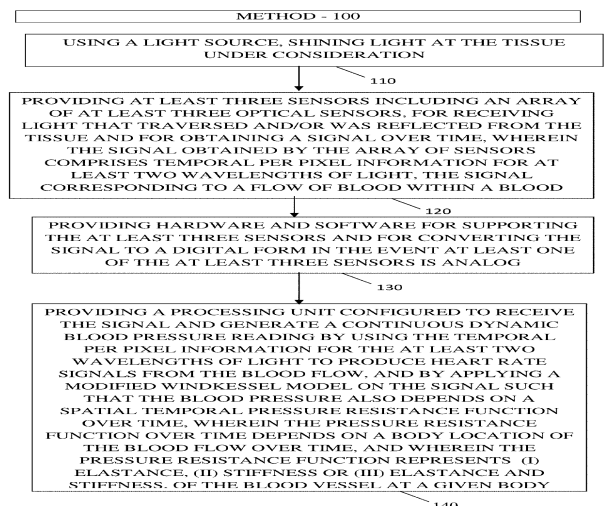 METHOD - 100
USING A LIGHT SOURCE, SHINING LIGHT AT THE TISSUE
UNDER CONSIDERATION
110
PROVIDING AT LEAST THREE SENSORS INCLUDING AN ARRAY
OF AT LEAST THREE OPTICAL SENSORS, FOR RECEIVING
LIGHT THAT TRAVERSED AND/OR WAS REFLECTED FROM THE
TISSUE AND FOR OBTAINING A SIGNAL OVER TIME, WHEREIN
THE SIGNAL OBTAINED BY THE ARRAY OF SENSORS
COMPRISES TEMPORAL PER PIXEL INFORMATION FOR AT
LEAST TWO WAVELENGTHS OF LIGHT, THE SIGNAL
CORRESPONDING TO A FLOW OF BLOOD WITHIN A BLOOD
120
PROVIDING HARDWARE AND SOFTWARE FOR SUPPORTING
THE AT LEAST THREE SENSORS AND FOR CONVERTING THE
SIGNAL TO A DIGITAL FORM IN THE EVENT AT LEAST ONE
OF THE AT LEAST THREE SENSORS IS ANALOG
130
PROVIDING A PROCESSING UNIT CONFIGURED TO RECEIVE
THE SIGNAL AND GENERATE A CONTINUOUS DYNAMIC
BLOOD PRESSURE READING BY USING THE TEMPORAL
PER PIXEL INFORMATION FOR THE AT LEAST TWO
WAVELENGTHS OF LIGHT TO PRODUCE HEART RATE
SIGNALS FROM THE BLOOD FLOW, AND BY APPLYING A
MODIFIED WINDKESSEL MODEL ON THE SIGNAL SUCH
THAT THE BLOOD PRESSURE ALSO DEPENDS ON A
SPATIAL TEMPORAL PRESSURE RESISTANCE FUNCTION
OVER TIME, WHEREIN THE PRESSURE RESISTANCE
FUNCTION OVER TIME DEPENDS ON A BODY LOCATION OF
THE BLOOD FLOW OVER TIME, AND WHEREIN THE
PRESSURE RESISTANCE FUNCTION REPRESENTS (I)
ELASTANCE, (II) STIFFNESS OR (III) ELASTANCE AND
STIFFNESS. OF THE BLOOD VESSEL AT A GIVEN BODY
140